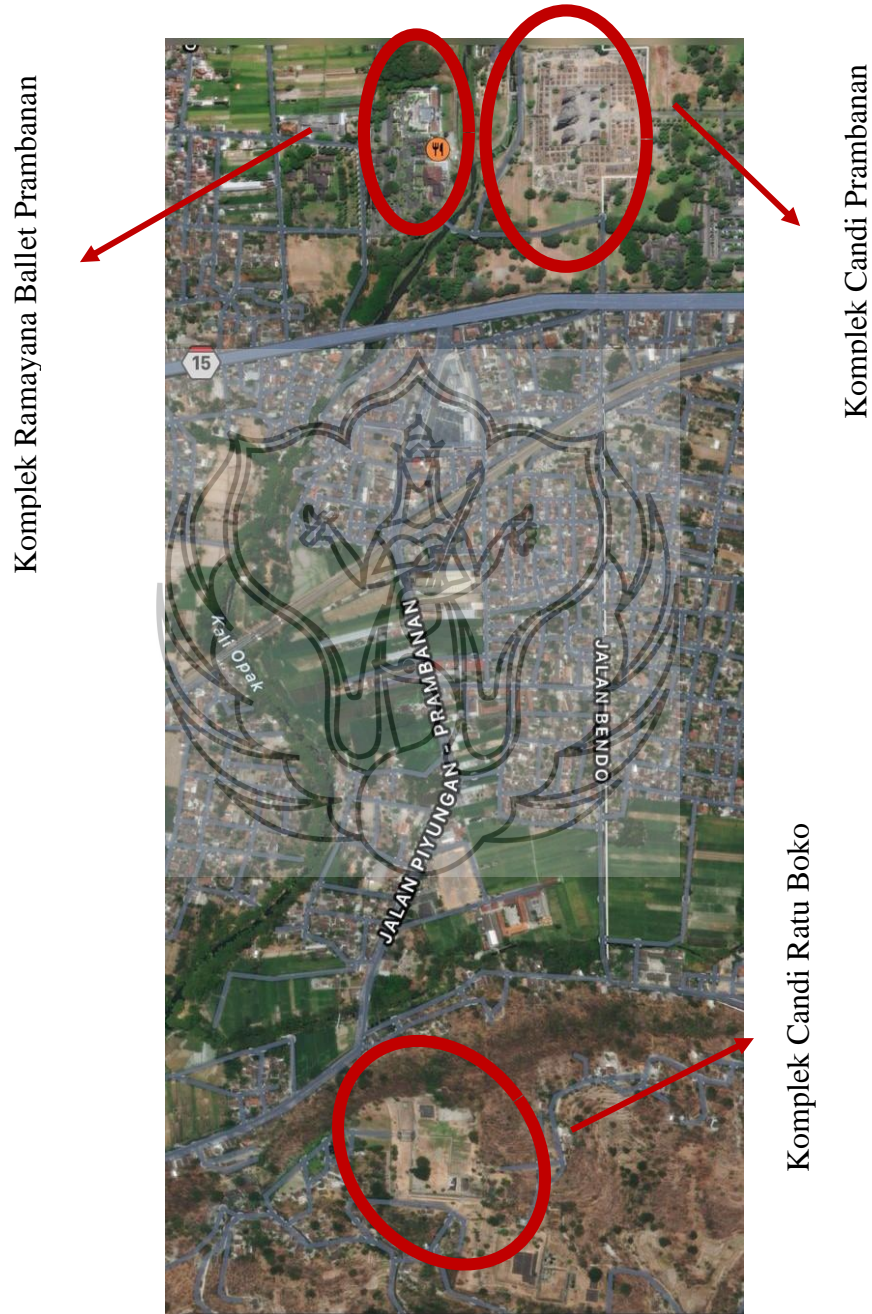 Komplek Ramayana Ballet Prambanan
Komplek Candi Prambanan
15
Kali Opak
JALAN PIYUNGAN - PRAMBANAN
JALAN BENDO
Komplek Candi Ratu Boko